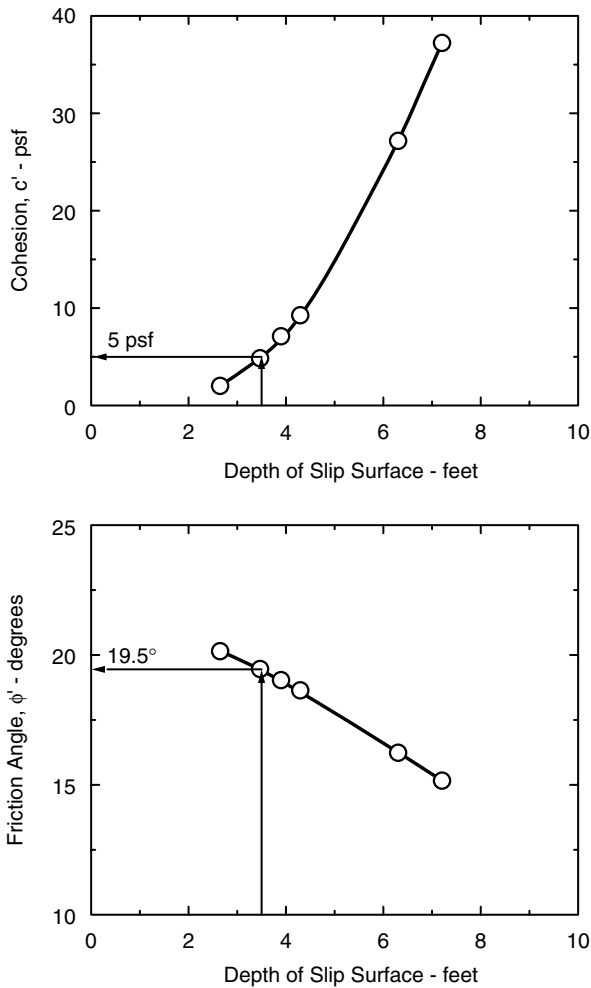 40
30
20
10
0
Cohesion, c' - psf
5 psf
0 2 4 6 8 10
Depth of Slip Surface - feet
25
20
15
10
Friction Angle, ϕ' - degrees
19.5°
0 2 4 6 8 10
Depth of Slip Surface - feet